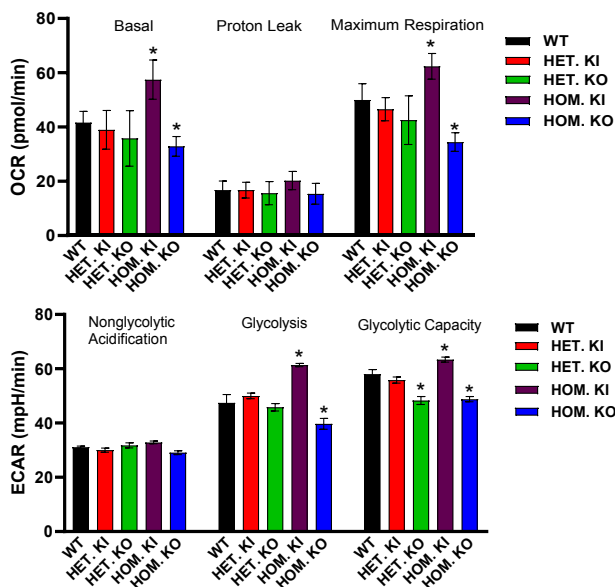 Basal Proton Leak Maximum Respiration
80
60
40
20
0
OCR (pmol/min)
* * * *
WT HET. KI HET. KO HOM. KI HOM. KO WT HET. KI HET. KO HOM. KI HOM. KO WT HET. KI HET. KO HOM. KI HOM. KO
WT
HET. KI
HET. KO
HOM. KI
HOM. KO
Nonglycolytic
Acidification
Glycolysis
Glycolytic Capacity
80
60
40
20
0
ECAR (mpH/min)
* * * * *
WT HET. KI HET. KO HOM. KI HOM. KO WT HET. KI HET. KO HOM. KI HOM. KO WT HET. KI HET. KO HOM. KI HOM. KO
WT
HET. KI
HET. KO
HOM. KI
HOM. KO